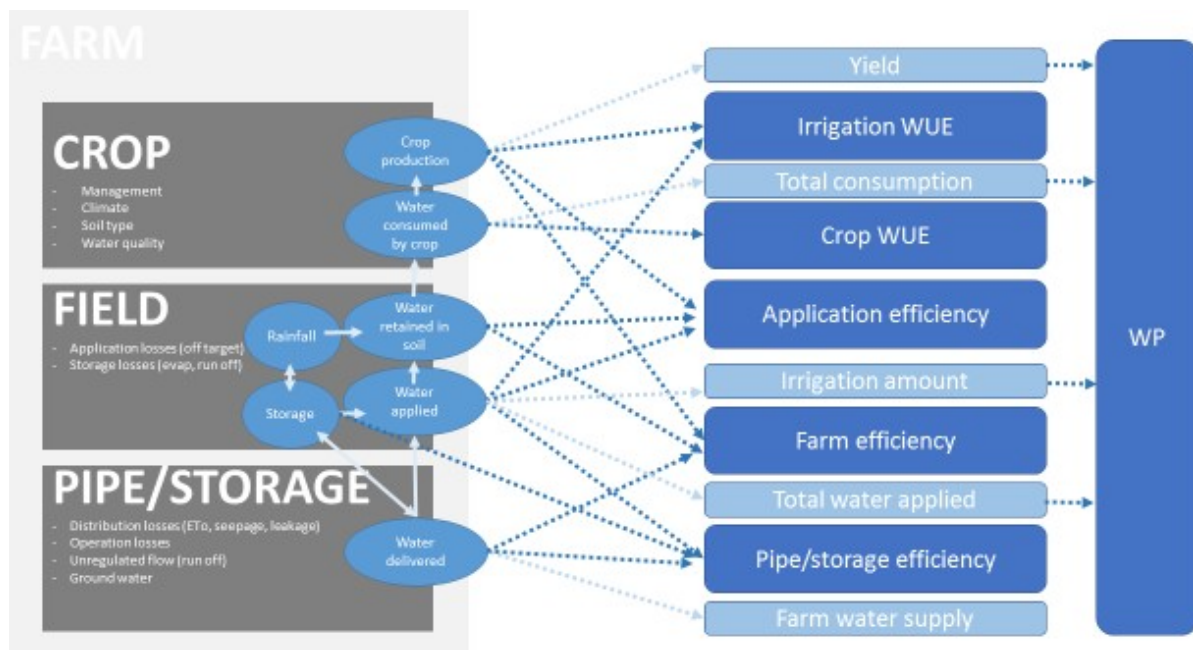 FARM
CROP
- Management
- Climate
- Soil type
- Water quality
Crop
production
Water
consumed
by crop
FIELD
- Application losses (off target)
- Storage losses (evap, run off)
Rainfall
Water
retained in
soil
Storage
Water
applied
PIPE/STORAGE
- Distribution losses (ETo, seepage, leakage)
- Operation losses
- Unregulated flow (run off)
- Ground water
Water
delivered
Yield
Irrigation WUE
Total consumption
Crop WUE
Application efficiency
Irrigation amount
Farm efficiency
Total water applied
Pipe/storage efficiency
Farm water supply
WP